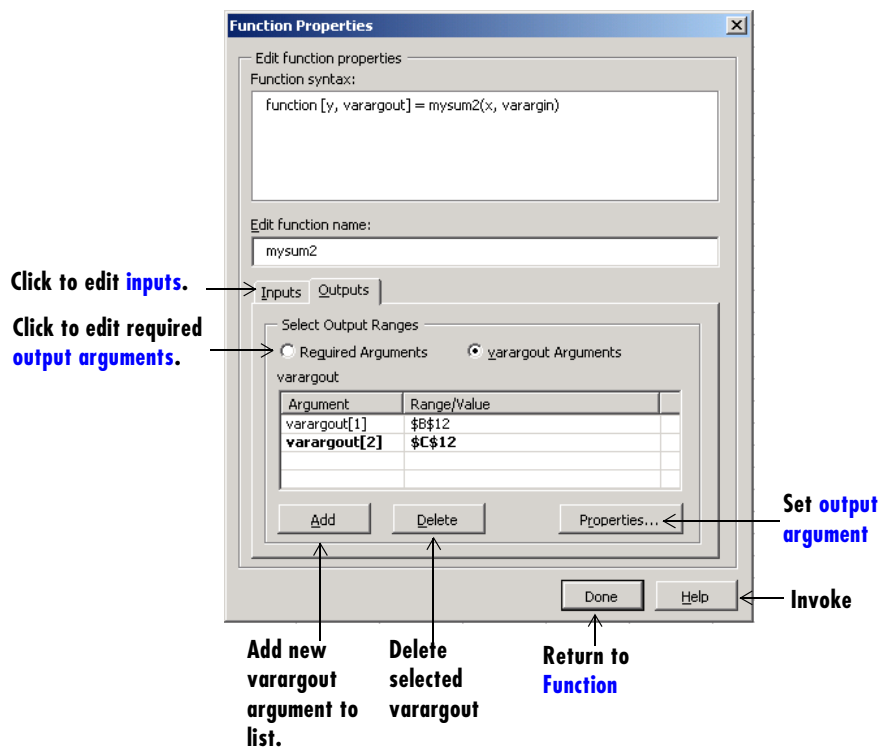 Function Properties
Edit function properties
Function syntax:
function [y, varargout] = mysum2(x, varargin)
Edit function name:
mysum2
Click to edit inputs.
Inputs Outputs
Click to edit required
output arguments.
Select Output Ranges
Required Arguments varargout Arguments
varargout
Argument Range/Value
varargout[1] $B$12
varargout[2] $C$12
Add Delete Properties...
Set output
argument
Done Help
Invoke
Add new
varargout
argument to
list.
Delete
selected
varargout
Return to
Function